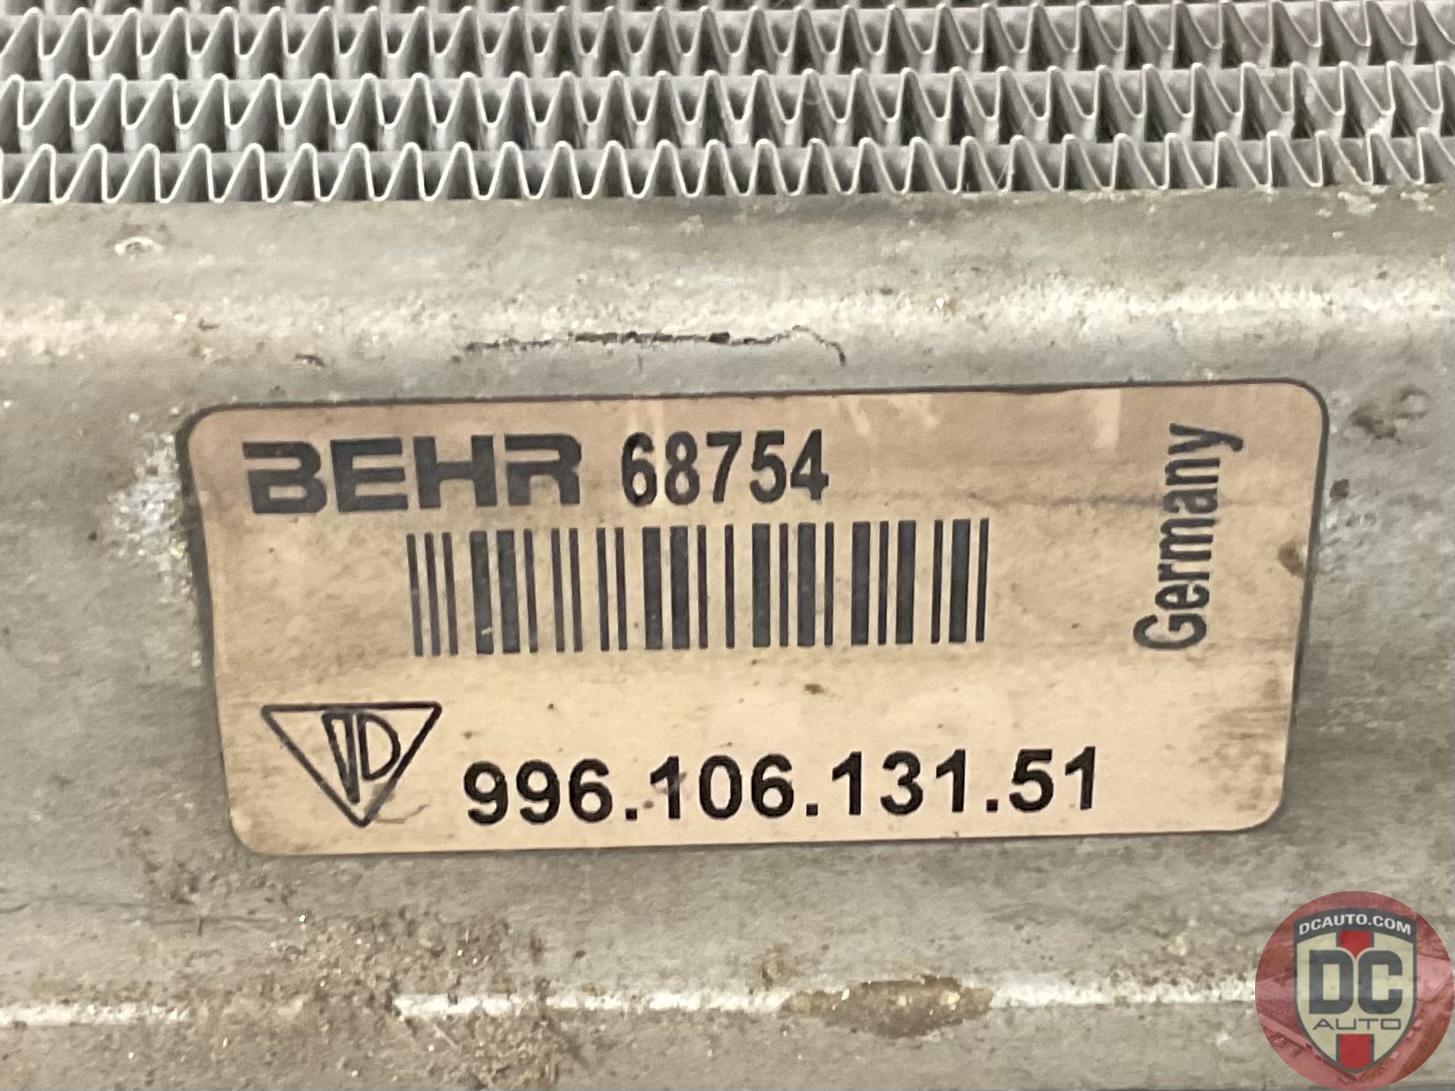 BEHR 68754
Germany
996.106.131.51
DCAUTO.COM
DC
AUTO